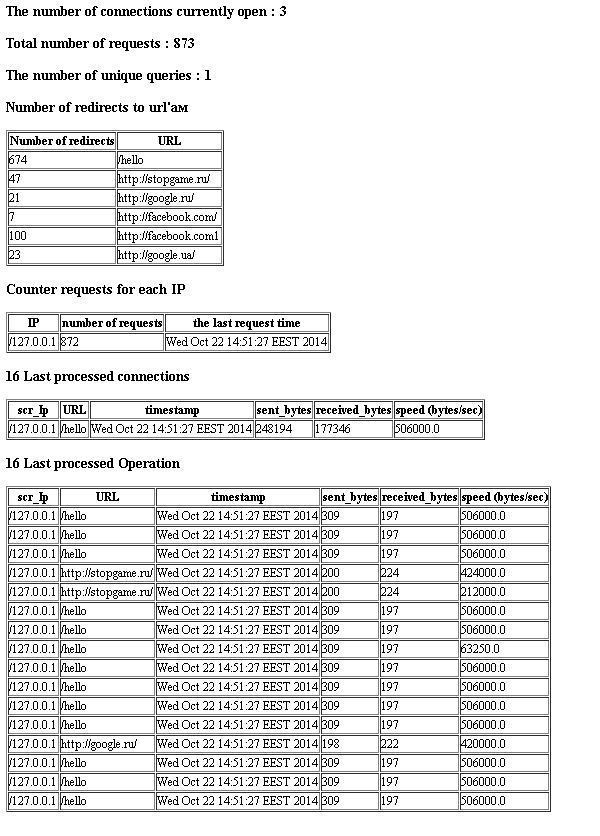 The number of connections currently open : 3
Total number of requests : 873
The number of unique queries : 1
Number of redirects to url'ам
Number of redirects URL
674 /hello
47 http://stopgame.ru/
21 http://google.ru/
7 http://facebook.com/
100 http://facebook.com1
23 http://google.ua/
Counter requests for each IP
IP number of requests the last request time
/127.0.0.1 872 Wed Oct 22 14:51:27 EEST 2014
16 Last processed connections
scr_Ip URL timestamp sent_bytes received_bytes speed (bytes/sec)
/127.0.0.1 /hello Wed Oct 22 14:51:27 EEST 2014 248194 177346 506000.0
16 Last processed Operation
scr_Ip URL timestamp sent_bytes received_bytes speed (bytes/sec)
/127.0.0.1 /hello Wed Oct 22 14:51:27 EEST 2014 309 197 506000.0
/127.0.0.1 /hello Wed Oct 22 14:51:27 EEST 2014 309 197 506000.0
/127.0.0.1 /hello Wed Oct 22 14:51:27 EEST 2014 309 197 506000.0
/127.0.0.1 http://stopgame.ru/ Wed Oct 22 14:51:27 EEST 2014 200 224 424000.0
/127.0.0.1 http://stopgame.ru/ Wed Oct 22 14:51:27 EEST 2014 200 224 212000.0
/127.0.0.1 /hello Wed Oct 22 14:51:27 EEST 2014 309 197 506000.0
/127.0.0.1 /hello Wed Oct 22 14:51:27 EEST 2014 309 197 506000.0
/127.0.0.1 /hello Wed Oct 22 14:51:27 EEST 2014 309 197 63250.0
/127.0.0.1 /hello Wed Oct 22 14:51:27 EEST 2014 309 197 506000.0
/127.0.0.1 /hello Wed Oct 22 14:51:27 EEST 2014 309 197 506000.0
/127.0.0.1 /hello Wed Oct 22 14:51:27 EEST 2014 309 197 506000.0
/127.0.0.1 /hello Wed Oct 22 14:51:27 EEST 2014 309 197 506000.0
/127.0.0.1 http://google.ru/ Wed Oct 22 14:51:27 EEST 2014 198 222 420000.0
/127.0.0.1 /hello Wed Oct 22 14:51:27 EEST 2014 309 197 506000.0
/127.0.0.1 /hello Wed Oct 22 14:51:27 EEST 2014 309 197 506000.0
/127.0.0.1 /hello Wed Oct 22 14:51:27 EEST 2014 309 197 506000.0